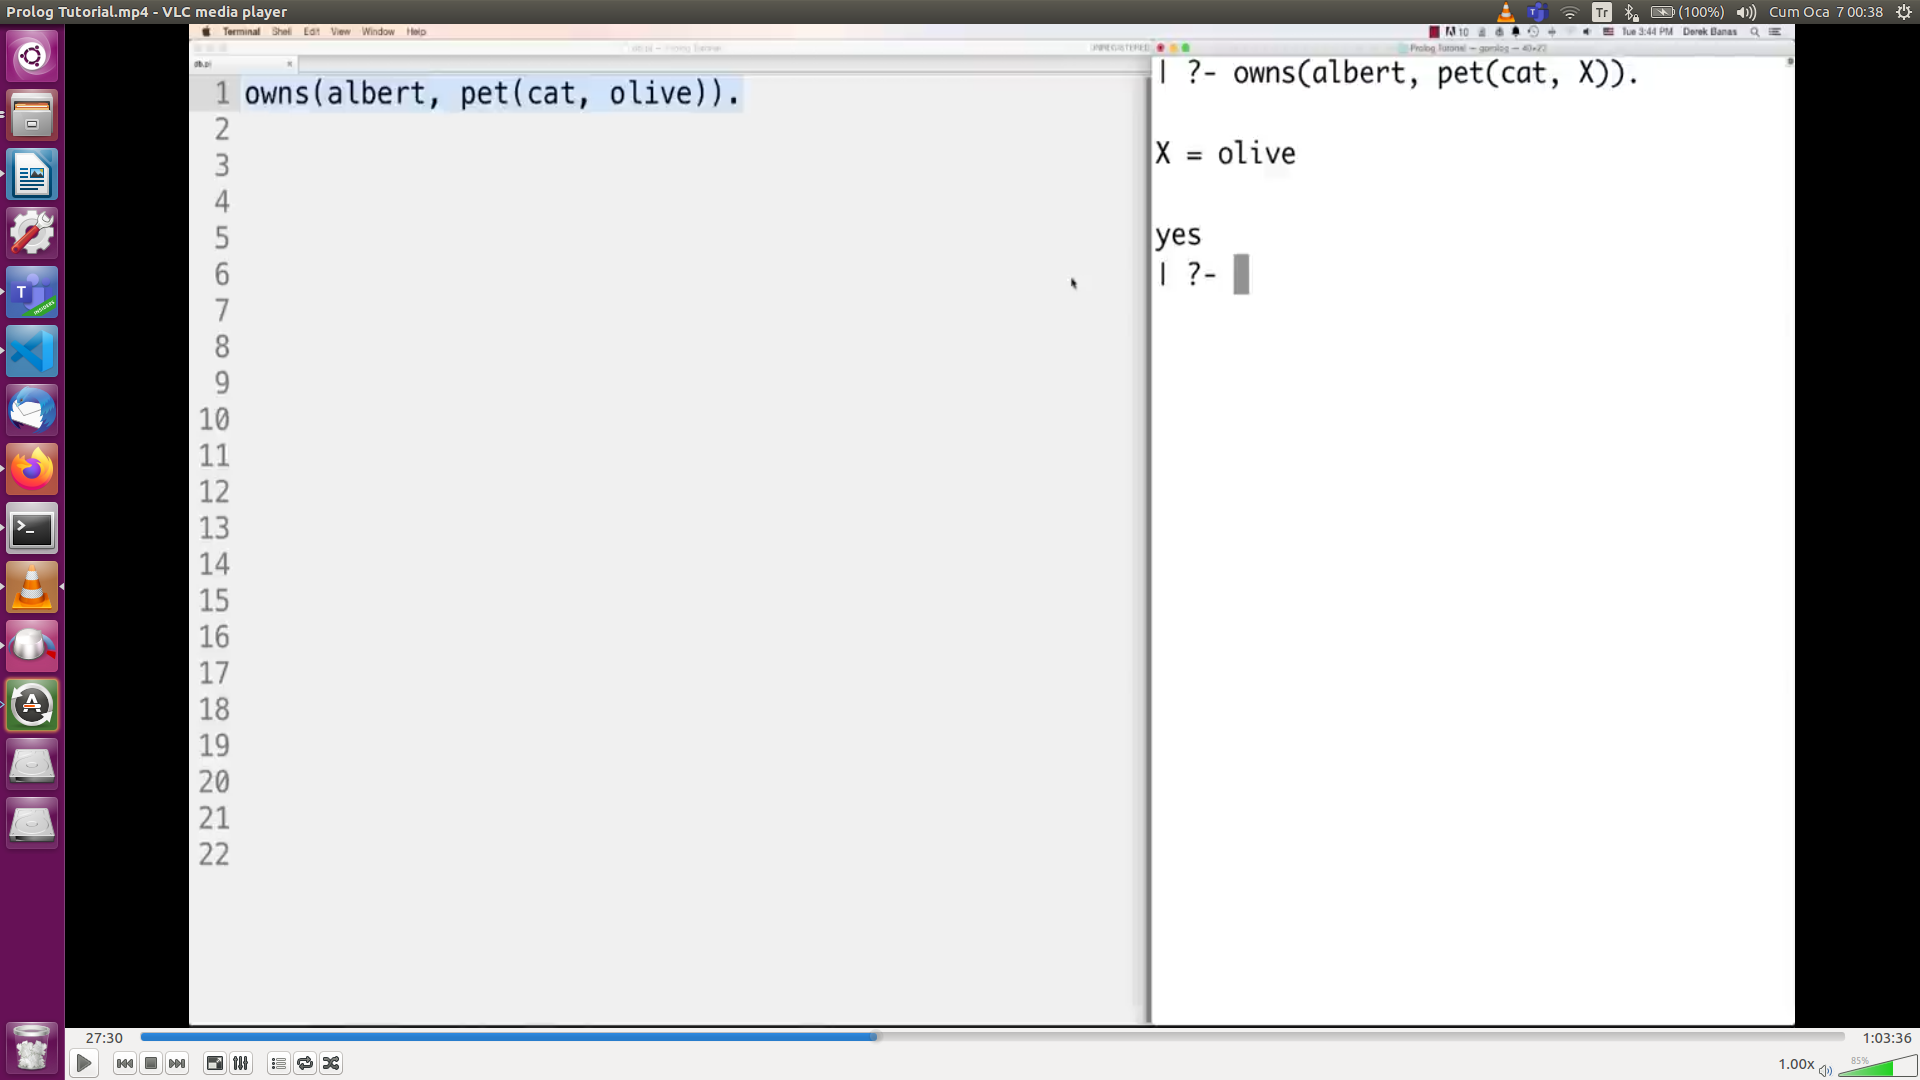 Prolog Tutorial.mp4 - VLC media player
Tr
(100%)
Cum Oca 7 00:38
Terminal Shell Edit View Window Help
10
Tue 3:44 PM Derek Banas
UNREGISTERED
Prolog Tutorial — gprolog — 40×23
db.pl
1 owns(albert, pet(cat, olive)).
2
3
4
5
6
7
8
9
10
11
12
13
14
15
16
17
18
19
20
21
22
| ?- owns(albert, pet(cat, X)).
X = olive
yes
| ?-
27:30
1:03:36
1.00x
85%